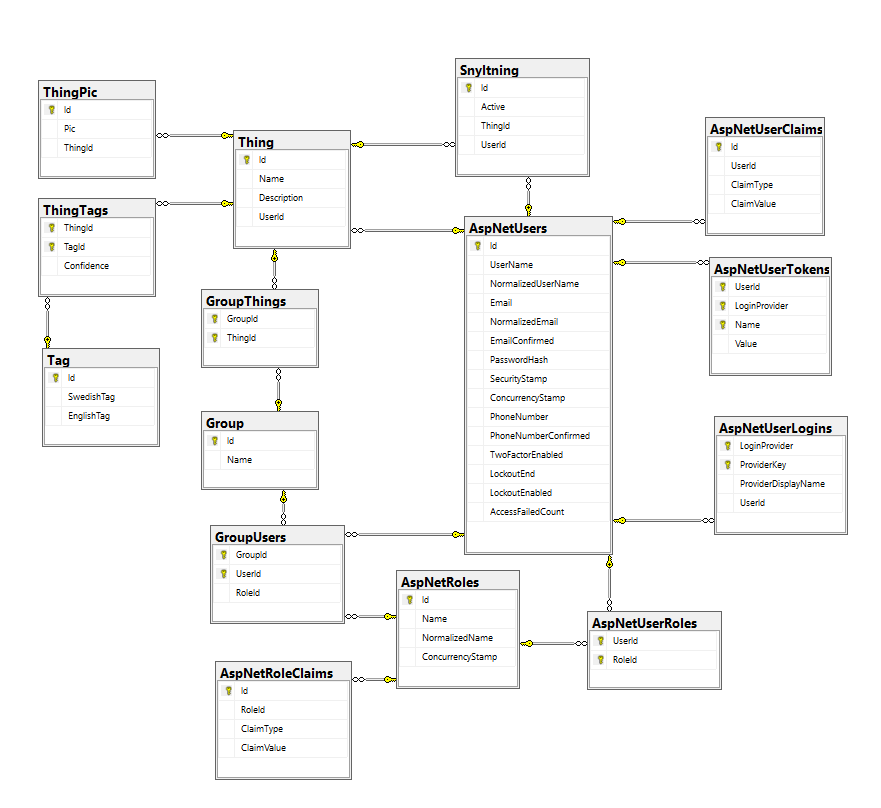 ThingPic
Id
Pic
ThingId
ThingTags
ThingId
TagId
Confidence
Tag
Id
SwedishTag
EnglishTag
Thing
Id
Name
Description
UserId
GroupThings
GroupId
ThingId
Group
Id
Name
GroupUsers
GroupId
UserId
RoleId
AspNetRoleClaims
Id
RoleId
ClaimType
ClaimValue
AspNetRoles
Id
Name
NormalizedName
ConcurrencyStamp
Snyltning
Id
Active
ThingId
UserId
AspNetUsers
Id
UserName
NormalizedUserName
Email
NormalizedEmail
EmailConfirmed
PasswordHash
SecurityStamp
ConcurrencyStamp
PhoneNumber
PhoneNumberConfirmed
TwoFactorEnabled
LockoutEnd
LockoutEnabled
AccessFailedCount
AspNetUserClaims
Id
UserId
ClaimType
ClaimValue
AspNetUserTokens
UserId
LoginProvider
Name
Value
AspNetUserLogins
LoginProvider
ProviderKey
ProviderDisplayName
UserId
AspNetUserRoles
UserId
RoleId